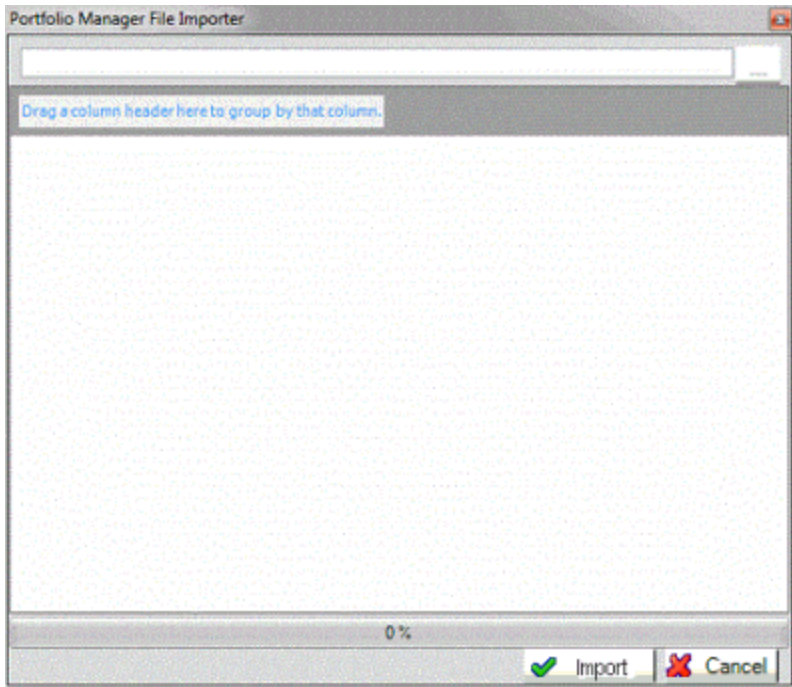 Portfolio Manager File Importer
...
Drag a column header here to group by that column.
0 %
Import
Cancel